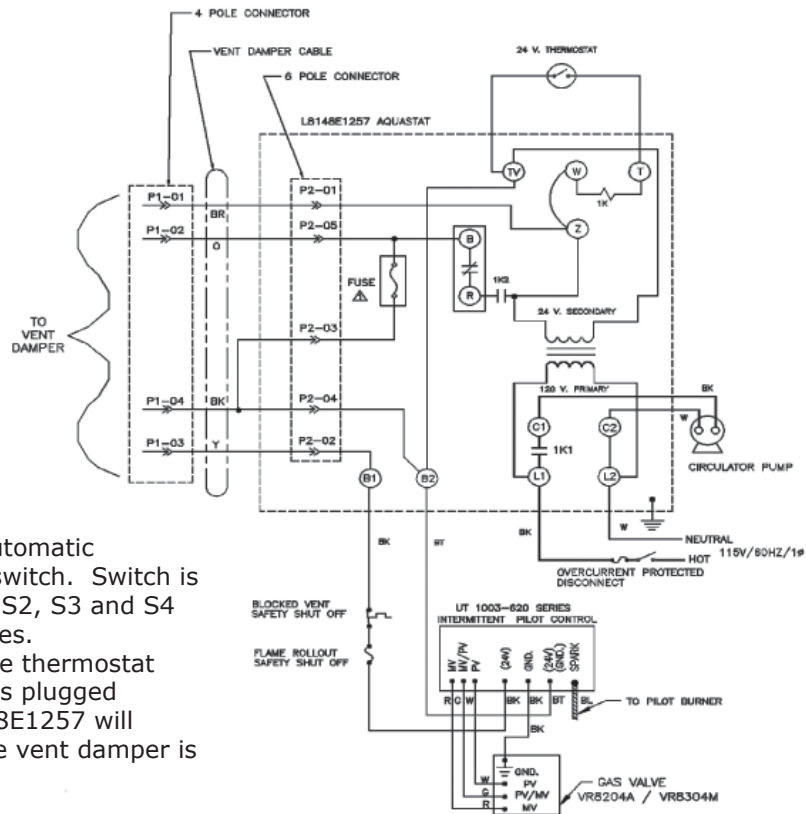 4 POLE CONNECTOR
VENT DAMPER CABLE
6 POLE CONNECTOR
24 V. THERMOSTAT
L8148E1257 AQUASTAT
TV
W
T
1K
Z
P1-01
BR
P2-01
P1-02
O
P2-05
B
R
1K2
FUSE
24 V. SECONDARY
TO
VENT
DAMPER
P2-03
120 V. PRIMARY
BK
P1-04
BK
P2-04
W
C1
C2
1K1
CIRCULATOR PUMP
P1-03
Y
P2-02
B1
B2
L1
L2
BK
BT
BK
W
NEUTRAL
HOT
115V/60HZ/1ø
OVERCURRENT PROTECTED
DISCONNECT
utomatic
switch. Switch is
S2, S3 and S4
es.
e thermostat
s plugged
8E1257 will
e vent damper is
BLOCKED VENT
SAFETY SHUT OFF
FLAME ROLLOUT
SAFETY SHUT OFF
UT 1003-620 SERIES
INTERMITTENT PILOT CONTROL
MV
MV/PV
PV
(24V)
GND.
(24V)
(GND.)
SPARK
R
G
W
BK
BK
BT
BL
TO PILOT BURNER
BK
GND.
W
PV
G
PV/MV
R
MV
GAS VALVE
VR8204A / VR8304M